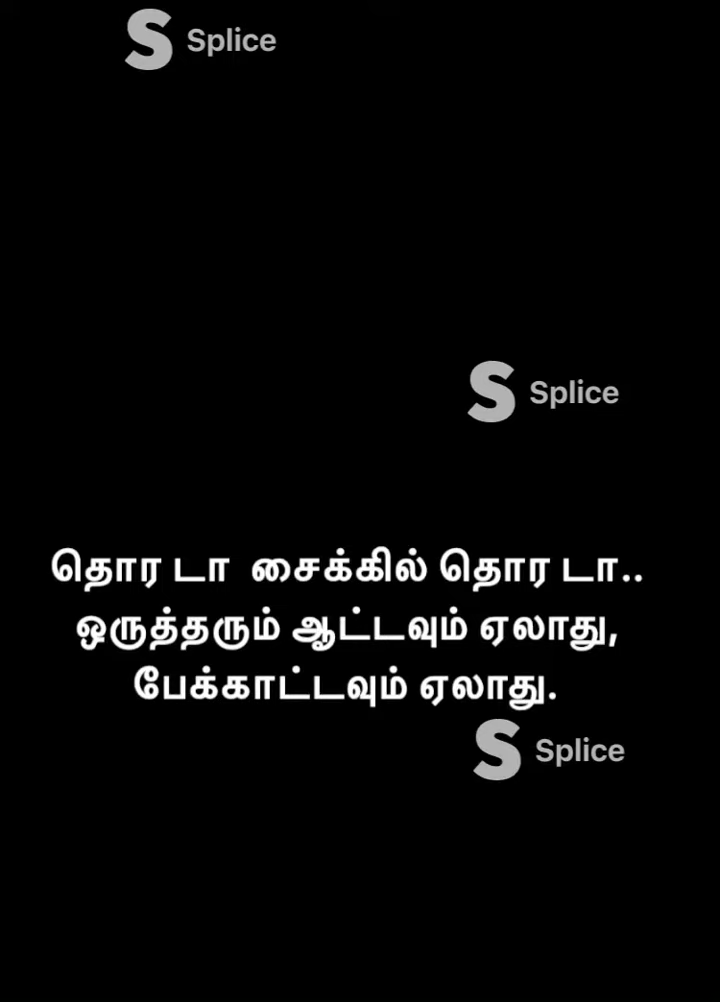 Splice
Splice
தொர டா சைக்கில் தொர டா..
ஒருத்தரும் ஆட்டவும் ஏலாது,
பேக்காட்டவும் ஏலாது.
Splice